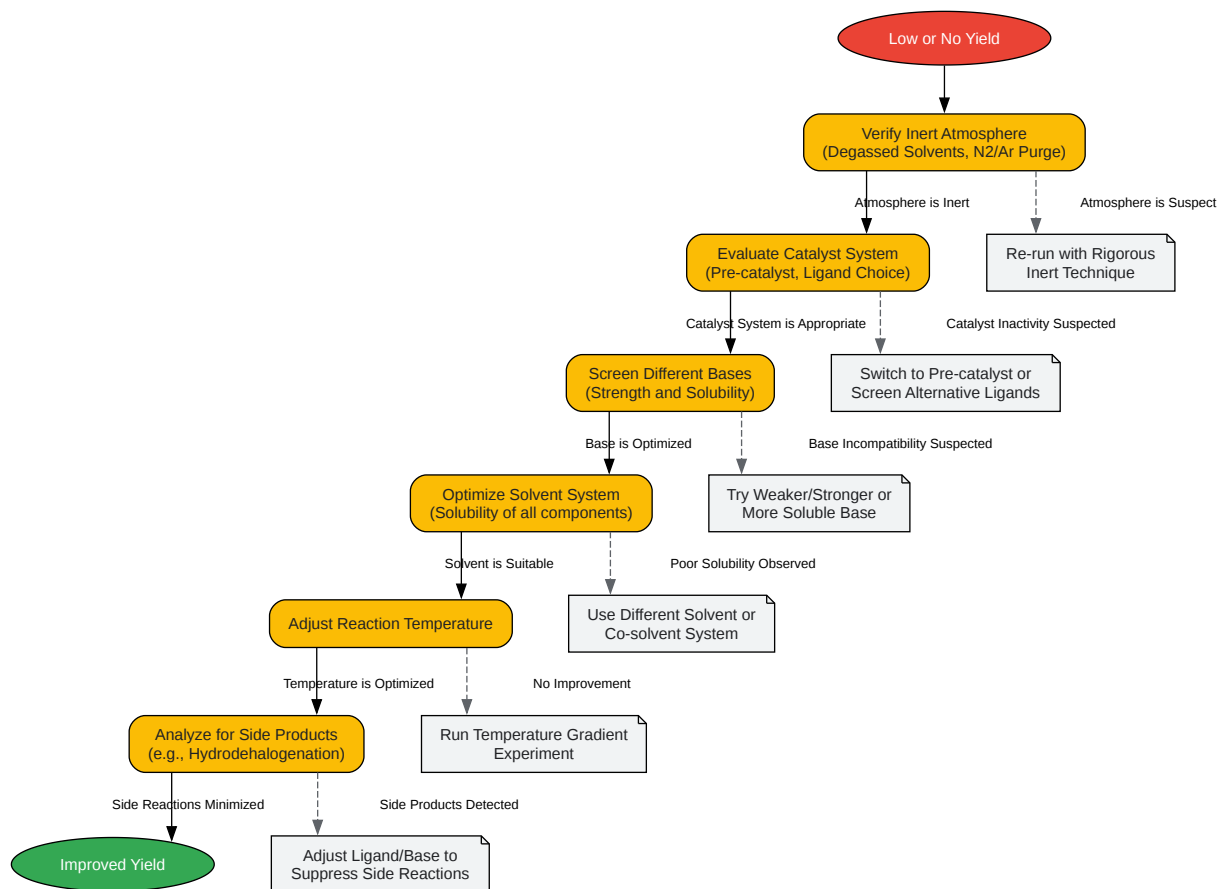 Low or No Yield
Verify Inert Atmosphere
(Degassed Solvents, N2/Ar Purge)
Atmosphere is Inert
Atmosphere is Suspect
Evaluate Catalyst System
(Pre-catalyst, Ligand Choice)
Re-run with Rigorous
Inert Technique
Catalyst System is Appropriate
Catalyst Inactivity Suspected
Screen Different Bases
(Strength and Solubility)
Switch to Pre-catalyst or
Screen Alternative Ligands
Base is Optimized
Base Incompatibility Suspected
Optimize Solvent System
(Solubility of all components)
Try Weaker/Stronger or
More Soluble Base
Solvent is Suitable
Poor Solubility Observed
Adjust Reaction Temperature
Use Different Solvent or
Co-solvent System
Temperature is Optimized
No Improvement
Analyze for Side Products
(e.g., Hydrodehalogenation)
Run Temperature Gradient
Experiment
Side Reactions Minimized
Side Products Detected
Improved Yield
Adjust Ligand/Base to
Suppress Side Reactions